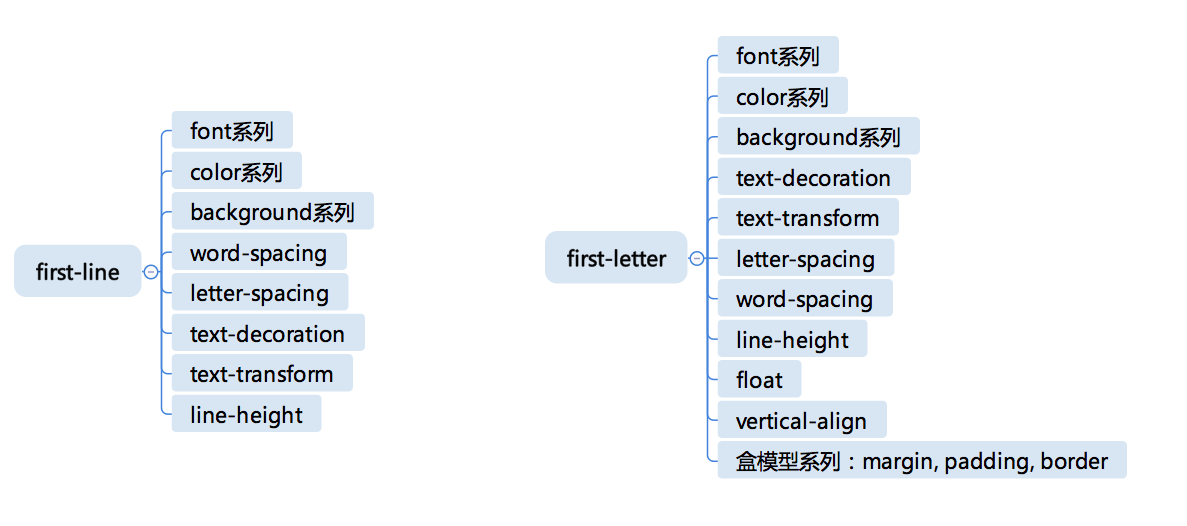 first-line
font系列
color系列
background系列
word-spacing
letter-spacing
text-decoration
text-transform
line-height
first-letter
font系列
color系列
background系列
text-decoration
text-transform
letter-spacing
word-spacing
line-height
float
vertical-align
盒模型系列：margin, padding, border